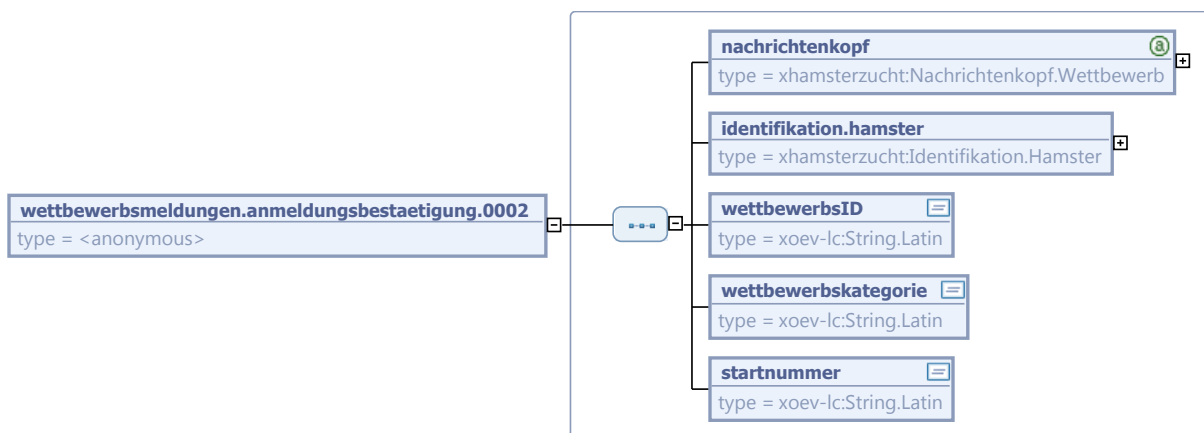 nachrichtenkopf
type = xhamsterzucht:Nachrichtenkopf.Wettbewerb
identifikation.hamster
type = xhamsterzucht:Identifikation.Hamster
wettbewerbsmeldungen.anmeldungsbestaetigung.0002
type = <anonymous>
wettbewerbsID
type = xoev-lc:String.Latin
wettbewerbskategorie
type = xoev-lc:String.Latin
startnummer
type = xoev-lc:String.Latin